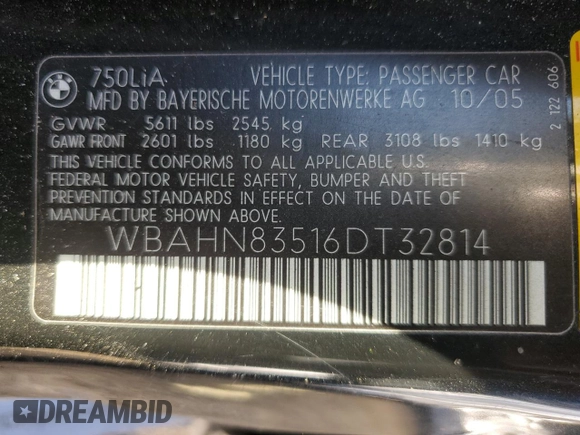 BMW
750LiA VEHICLE TYPE: PASSENGER CAR
MFD BY BAYERISCHE MOTORENWERKE AG 10/05
GVWR 5611 lbs 2545 kg
GAWR FRONT 2601 lbs 1180 kg REAR 3108 lbs 1410 kg
THIS VEHICLE CONFORMS TO ALL APPLICABLE U.S.
FEDERAL MOTOR VEHICLE SAFETY, BUMPER AND THEFT
PREVENTION STANDARDS IN EFFECT ON THE DATE OF
MANUFACTURE SHOWN ABOVE.
WBAHN83516DT32814
2 122 606
DREAMBID